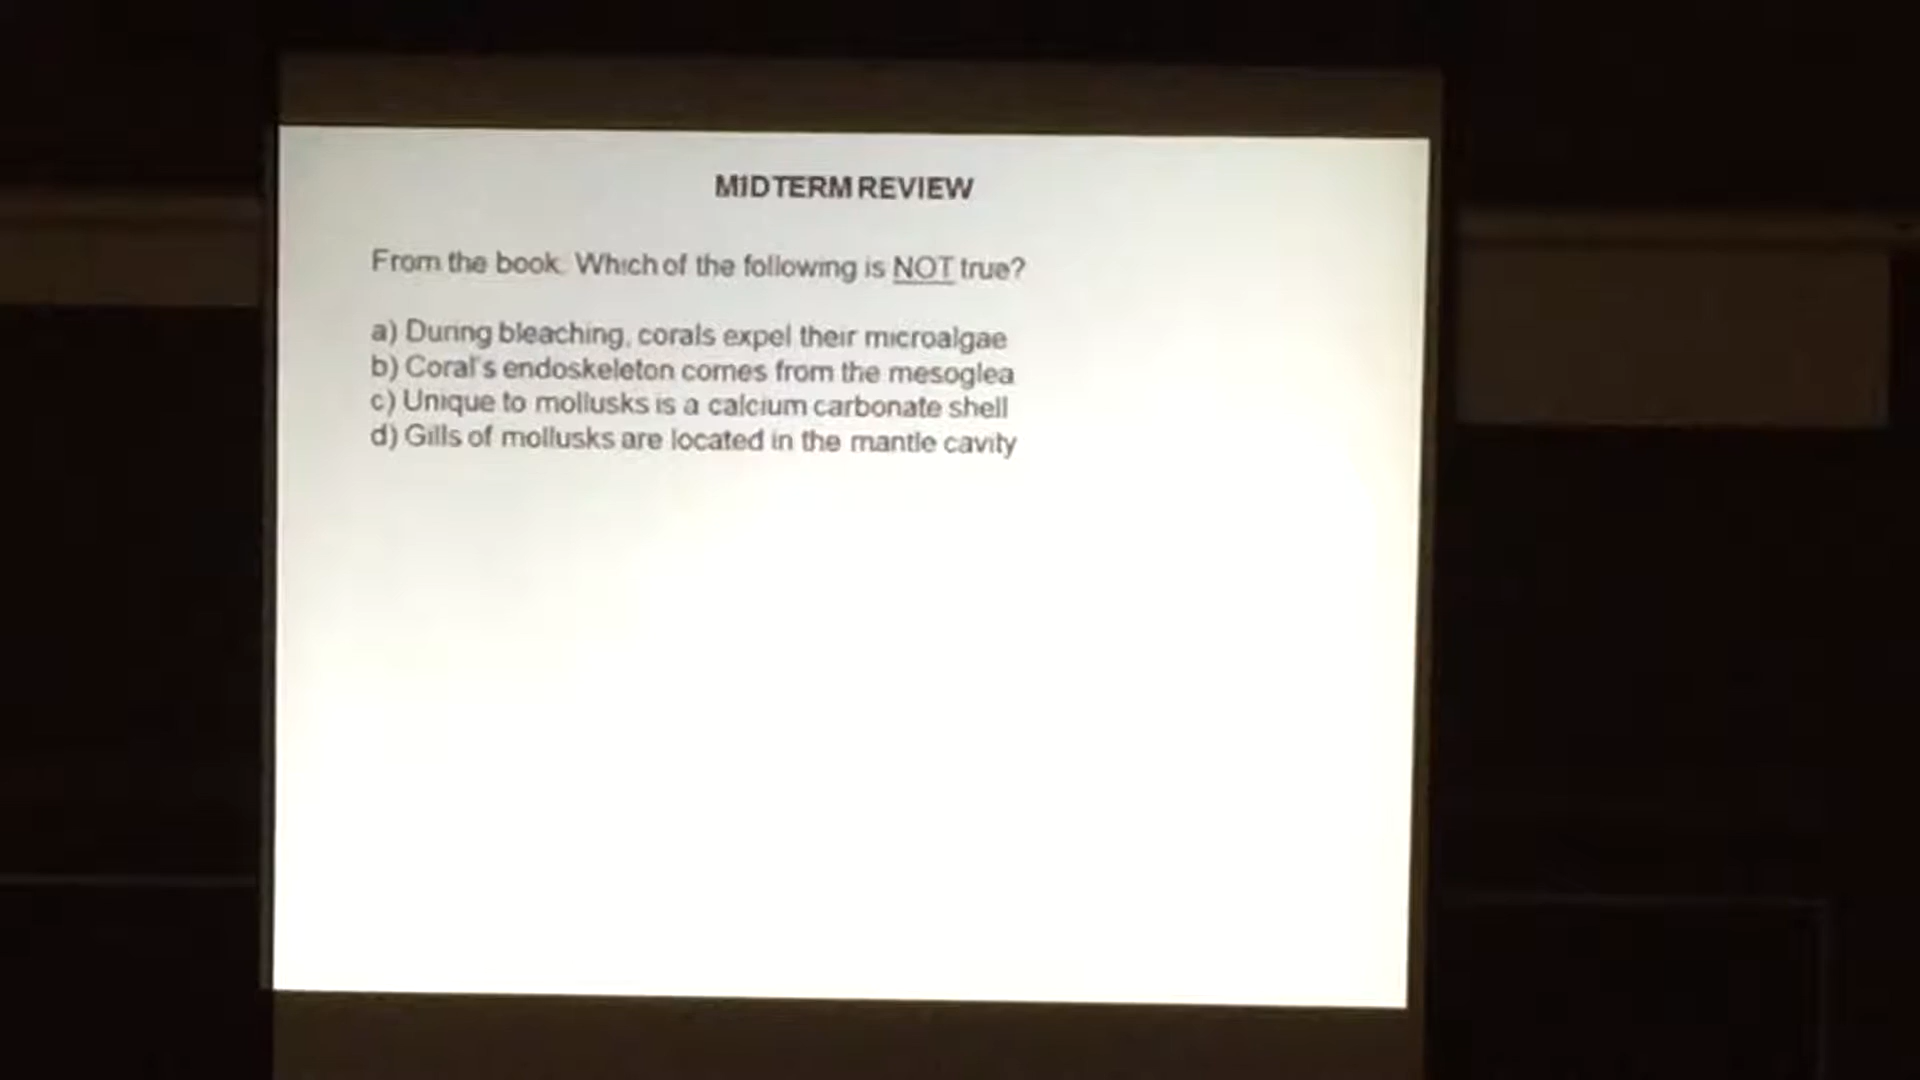 MIDTERM REVIEW
From the book. Which of the following is NOT true?
a) During bleaching, corals expel their microalgae
b) Coral's endoskeleton comes from the mesoglea
c) Unique to mollusks is a calcium carbonate shell
d) Gills of mollusks are located in the mantle cavity